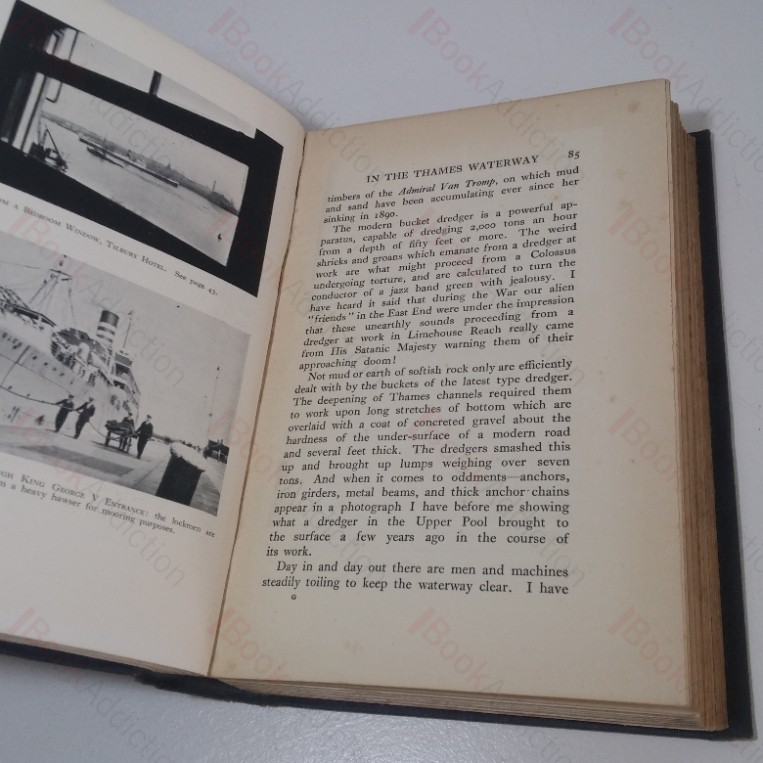 M A BEDROOM WINDOW, TILBURY HOTEL. See page 43.
GH KING GEORGE V ENTRANCE: the lockmen are
a heavy hawser for mooring purposes.
IN THE THAMES WATERWAY 85
timbers of the Admiral Van Tromp, on which mud
and sand have been accumulating ever since her
sinking in 1890.
The modern bucket dredger is a powerful ap-
paratus, capable of dredging 2,000 tons an hour
from a depth of fifty feet or more. The weird
shrieks and groans which emanate from a dredger at
work are what might proceed from a Colossus
undergoing torture, and are calculated to turn the
conductor of a jazz band green with jealousy. I
have heard it said that during the War our alien
"friends" in the East End were under the impression
that these unearthly sounds proceeding from a
dredger at work in Limehouse Reach really came
from His Satanic Majesty warning them of their
approaching doom!
Not mud or earth of softish rock only are efficiently
dealt with by the buckets of the latest type dredger.
The deepening of Thames channels required them
to work upon long stretches of bottom which are
overlaid with a coat of concreted gravel about the
hardness of the under-surface of a modern road
and several feet thick. The dredgers smashed this
up and brought up lumps weighing over seven
tons. And when it comes to oddments—anchors,
iron girders, metal beams, and thick anchor chains
appear in a photograph I have before me showing
what a dredger in the Upper Pool brought to
the surface a few years ago in the course of
its work.
Day in and day out there are men and machines
steadily toiling to keep the waterway clear. I have
BookAddiction